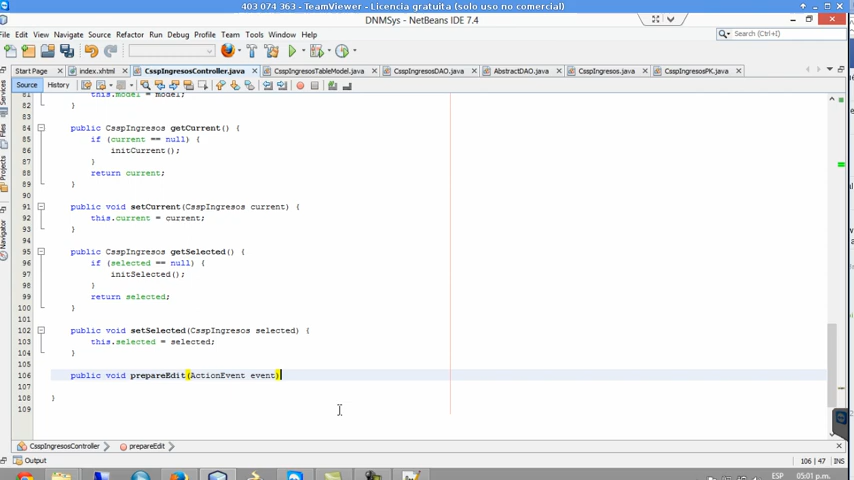 403 074 363 - TeamViewer - Licencia gratuita (solo uso no comercial)
DNMSys - NetBeans IDE 7.4
File Edit View Navigate Source Refactor Run Debug Profile Team Tools Window Help
Search (Ctrl+I)
Start Page index.xhtml CsspIngresosController.java CsspIngresosTableModel.java CsspIngresosDAO.java AbstractDAO.java CsspIngresos.java CsspIngresosPK.java
Source History
Services
Files
Projects
Navigator
81 this.model = model;
82 }
83
84 public CsspIngresos getCurrent() {
85 if (current == null) {
86 initCurrent();
87 }
88 return current;
89 }
90
91 public void setCurrent(CsspIngresos current) {
92 this.current = current;
93 }
94
95 public CsspIngresos getSelected() {
96 if (selected == null) {
97 initSelected();
98 }
99 return selected;
100 }
101
102 public void setSelected(CsspIngresos selected) {
103 this.selected = selected;
104 }
105
106 public void prepareEdit(ActionEvent event)
107
108 }
109
CsspIngresosController prepareEdit
Output 106 | 47 INS
ESP 05:01 p.m.